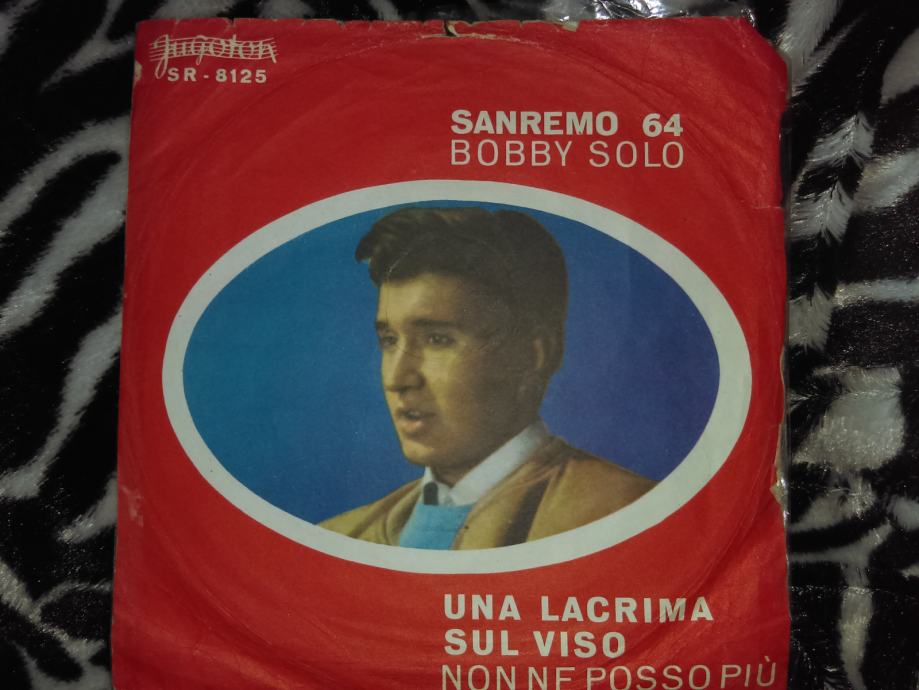 Jugoton
SR-8125
SANREMO 64
BOBBY SOLO
UNA LACRIMA
SUL VISO
NON NE POSSO PIÙ